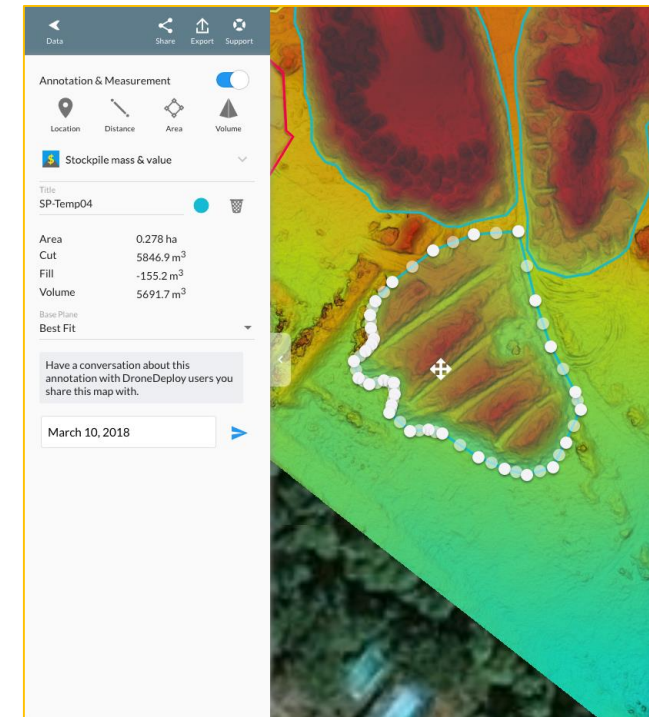 Data
Share Export Support
Annotation & Measurement
Location Distance Area Volume
$ Stockpile mass & value
Title
SP-Temp04
Area 0.278 ha
Cut 5846.9 m3
Fill -155.2 m3
Volume 5691.7 m3
Base Plane
Best Fit
Have a conversation about this
annotation with DroneDeploy users you
share this map with.
March 10, 2018